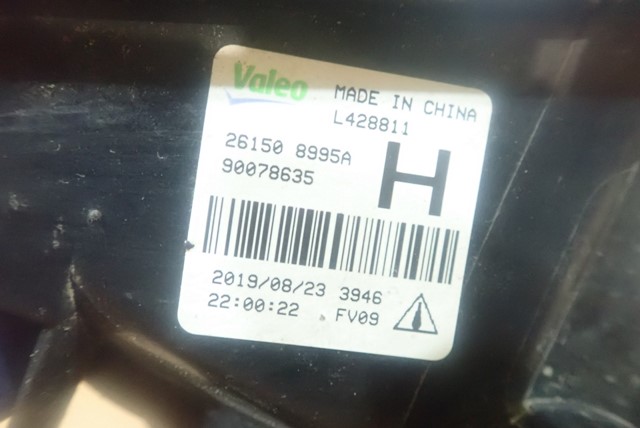 Valeo
MADE IN CHINA
L428811
26150 8995A
90078635
H
2019/08/23 3946
22:00:22 FV09